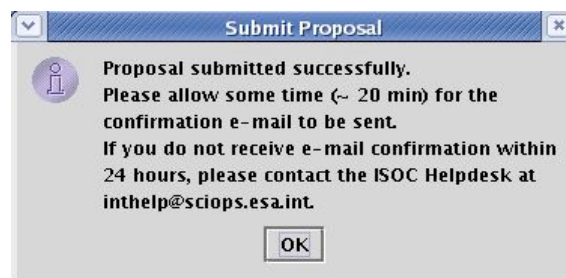 Submit Proposal
Proposal submitted successfully.
Please allow some time (~ 20 min) for the
confirmation e-mail to be sent.
If you do not receive e-mail confirmation within
24 hours, please contact the ISOC Helpdesk at
inthelp@sciops.esa.int.
OK